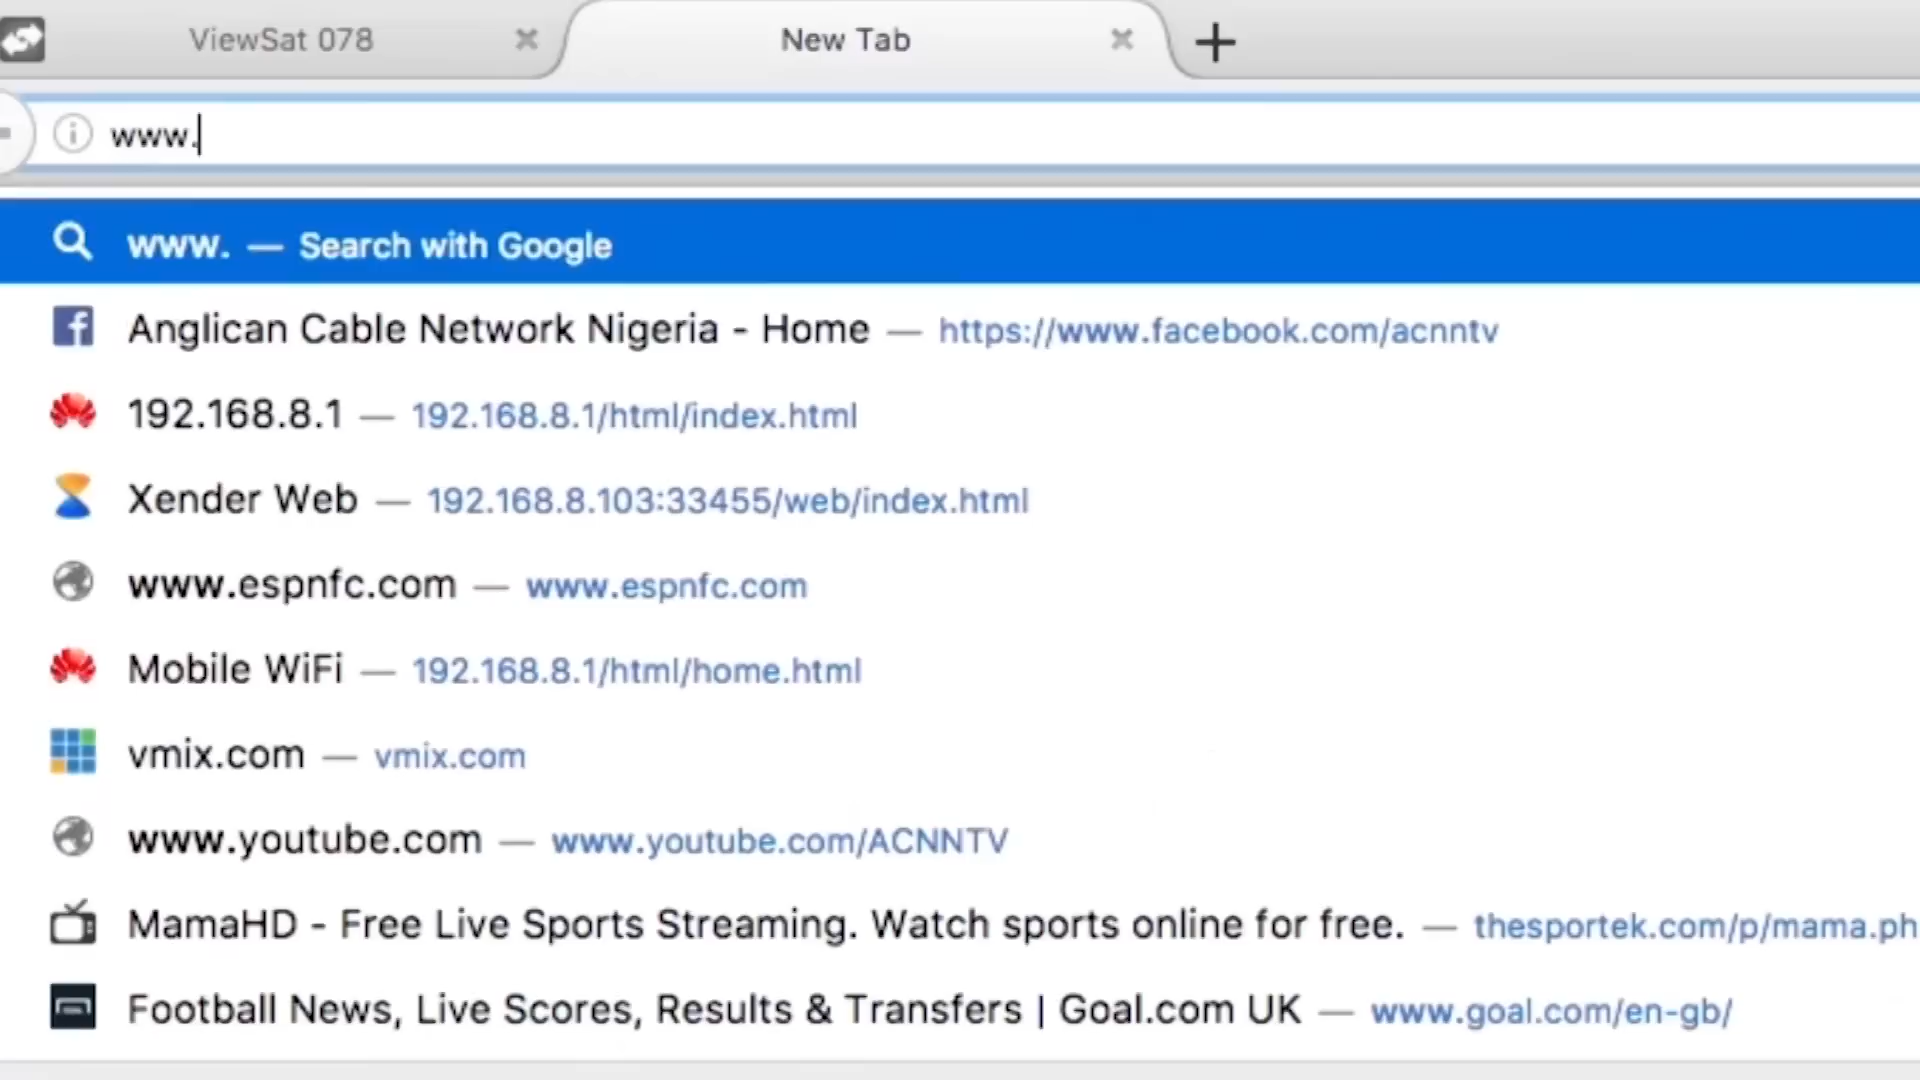 ViewSat 078
New Tab
www.
www. — Search with Google
Anglican Cable Network Nigeria - Home — https://www.facebook.com/acnntv
192.168.8.1 — 192.168.8.1/html/index.html
Xender Web — 192.168.8.103:33455/web/index.html
www.espnfc.com — www.espnfc.com
Mobile WiFi — 192.168.8.1/html/home.html
vmix.com — vmix.com
www.youtube.com — www.youtube.com/ACNNTV
MamaHD - Free Live Sports Streaming. Watch sports online for free. — thesportek.com/p/mama.ph
Football News, Live Scores, Results & Transfers | Goal.com UK — www.goal.com/en-gb/